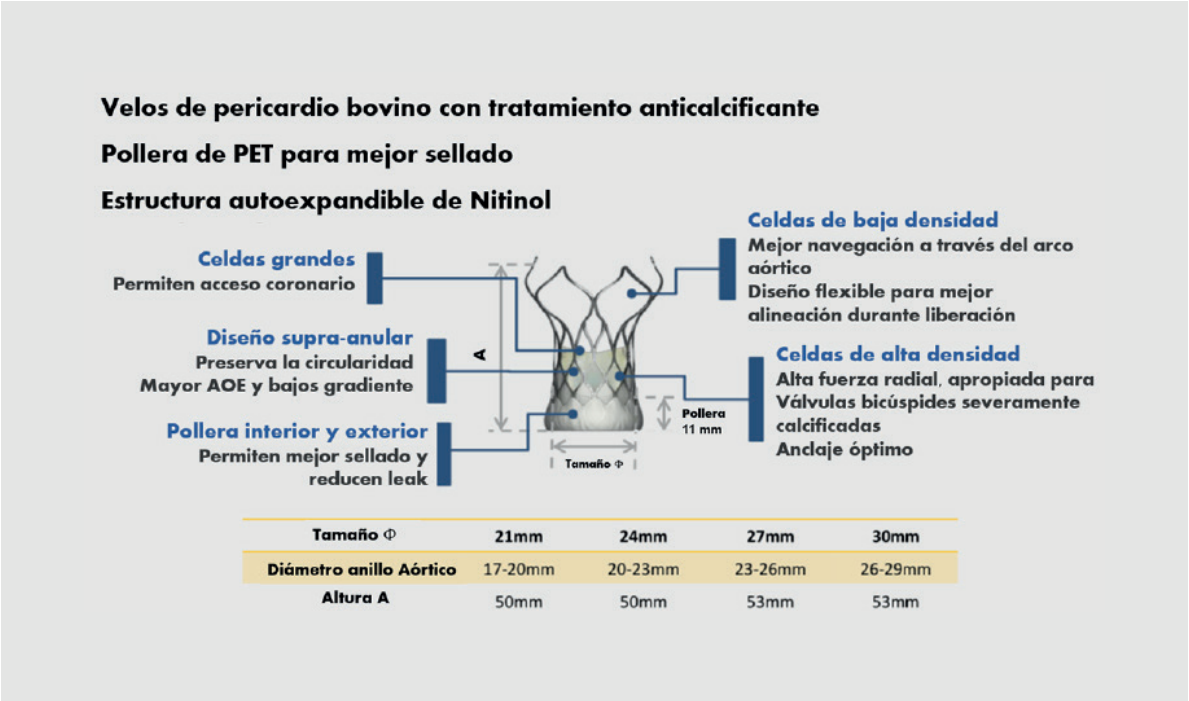 Velos de pericardio bovino con tratamiento anticalcificante
Pollera de PET para mejor sellado
Estructura autoexpandible de Nitinol
Celdas grandes
Permiten acceso coronario
Diseño supra-anular
Preserva la circularidad
Mayor AOE y bajos gradiente
Pollera interior y exterior
Permiten mejor sellado y
reducen leak
A
Pollera
11 mm
Tamaño Φ
Celdas de baja densidad
Mejor navegación a través del arco
aórtico
Diseño flexible para mejor
alineación durante liberación
Celdas de alta densidad
Alta fuerza radial, apropiada para
Válvulas bicúspides severamente
calcificadas
Anclaje óptimo
Tamaño Φ 21mm 24mm 27mm 30mm
Diámetro anillo Aórtico 17-20mm 20-23mm 23-26mm 26-29mm
Altura A 50mm 50mm 53mm 53mm